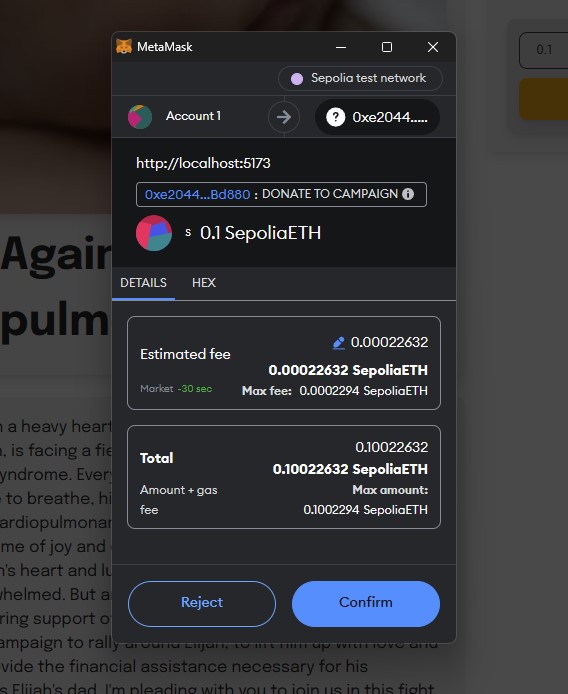 MetaMask
0.1
Sepolia test network
Account 1
0xe2044.....
http://localhost:5173
0xe2044...Bd880 : DONATE TO CAMPAIGN
S 0.1 SepoliaETH
Again
pulm
DETAILS HEX
0.00022632
Estimated fee
0.00022632 SepoliaETH
Market -30 sec Max fee: 0.0002294 SepoliaETH
0.10022632
Total
0.10022632 SepoliaETH
Amount + gas fee
Max amount:
0.1002294 SepoliaETH
Reject Confirm
a heavy heart
, is facing a fie
yndrome. Every
to breathe, hi
ardiopulmonar
me of joy and
n's heart and lu
whelmed. But a
ring support of
ampaign to rally around Elijah, to lift him up with love and
vide the financial assistance necessary for his
s Elijah's dad, I'm pleading with you to join us in this fight